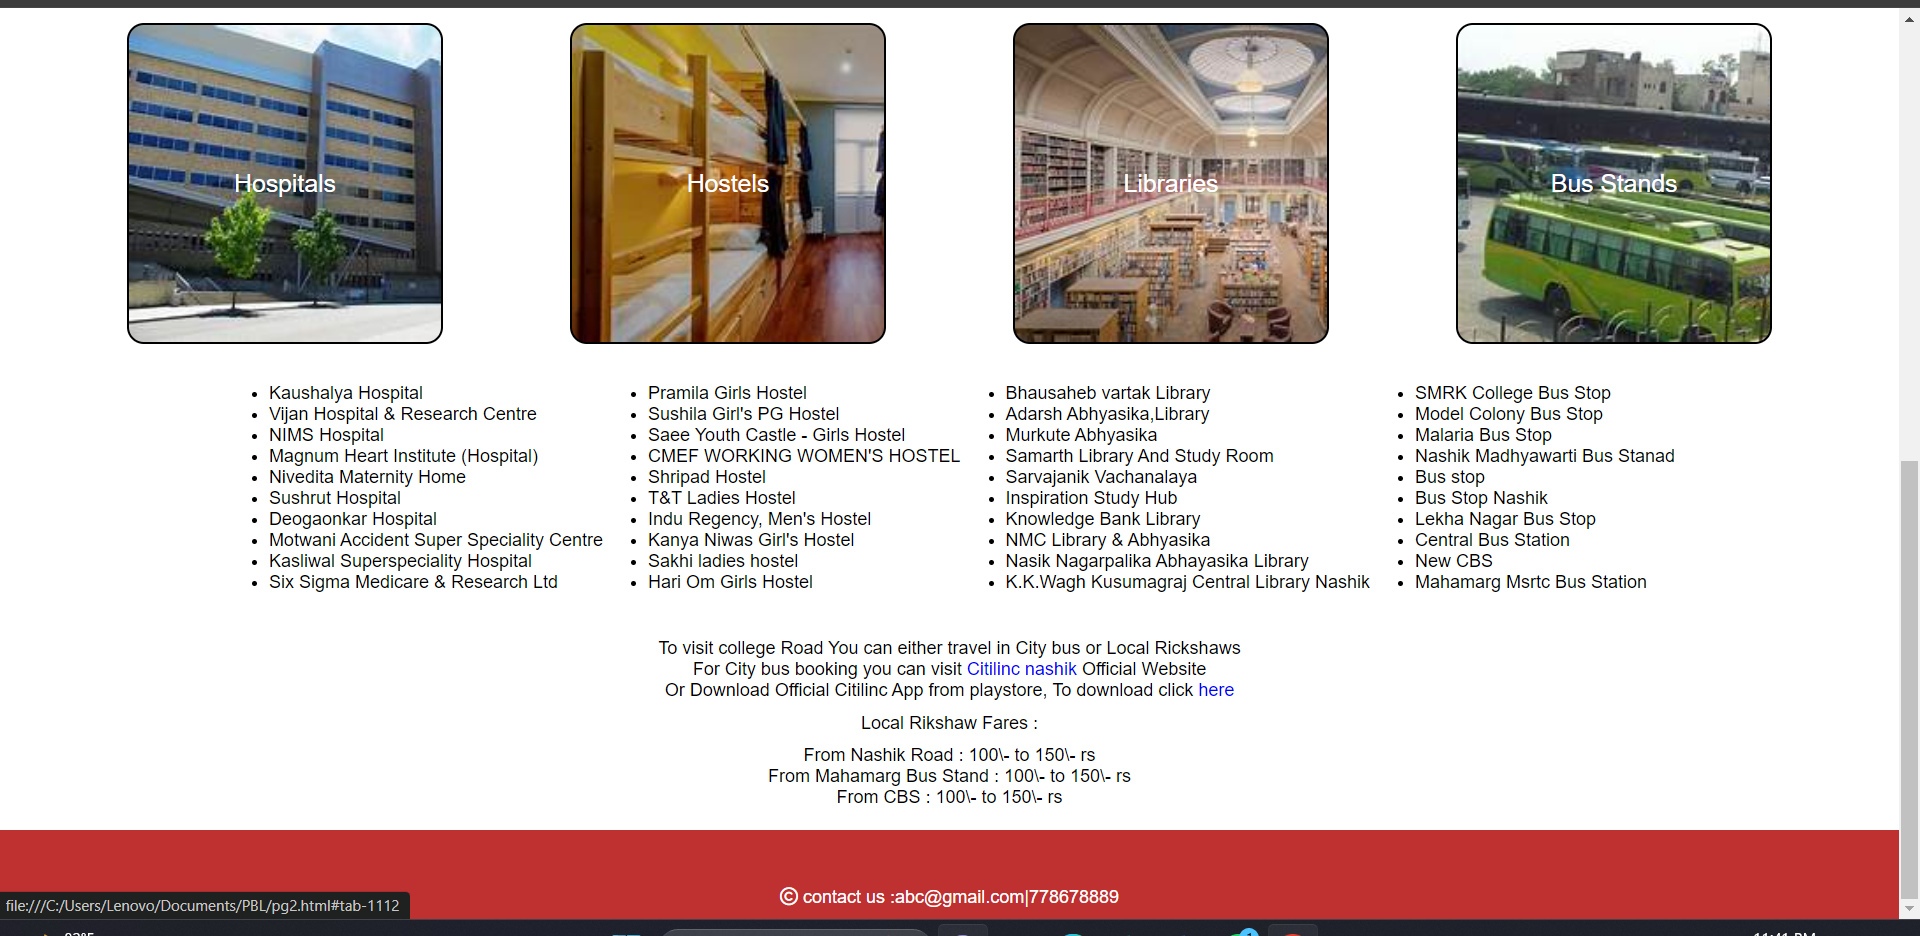 Hospitals
Hostels
Libraries
Bus Stands
Kaushalya Hospital
Vijan Hospital & Research Centre
NIMS Hospital
Magnum Heart Institute (Hospital)
Nivedita Maternity Home
Sushrut Hospital
Deogaonkar Hospital
Motwani Accident Super Speciality Centre
Kasliwal Superspeciality Hospital
Six Sigma Medicare & Research Ltd
Pramila Girls Hostel
Sushila Girl's PG Hostel
Saee Youth Castle - Girls Hostel
CMEF WORKING WOMEN'S HOSTEL
Shripad Hostel
T&T Ladies Hostel
Indu Regency, Men's Hostel
Kanya Niwas Girl's Hostel
Sakhi ladies hostel
Hari Om Girls Hostel
Bhausaheb vartak Library
Adarsh Abhyasika,Library
Murkute Abhyasika
Samarth Library And Study Room
Sarvajanik Vachanalaya
Inspiration Study Hub
Knowledge Bank Library
NMC Library & Abhyasika
Nasik Nagarpalika Abhayasika Library
K.K.Wagh Kusumagraj Central Library Nashik
SMRK College Bus Stop
Model Colony Bus Stop
Malaria Bus Stop
Nashik Madhyawarti Bus Stanad
Bus stop
Bus Stop Nashik
Lekha Nagar Bus Stop
Central Bus Station
New CBS
Mahamarg Msrtc Bus Station
To visit college Road You can either travel in City bus or Local Rickshaws
For City bus booking you can visit Citilinc nashik Official Website
Or Download Official Citilinc App from playstore, To download click here
Local Rikshaw Fares :
From Nashik Road : 100\- to 150\- rs
From Mahamarg Bus Stand : 100\- to 150\- rs
From CBS : 100\- to 150\- rs
© contact us :abc@gmail.com|778678889
file:///C:/Users/Lenovo/Documents/PBL/pg2.html#tab-1112
11:41 PM